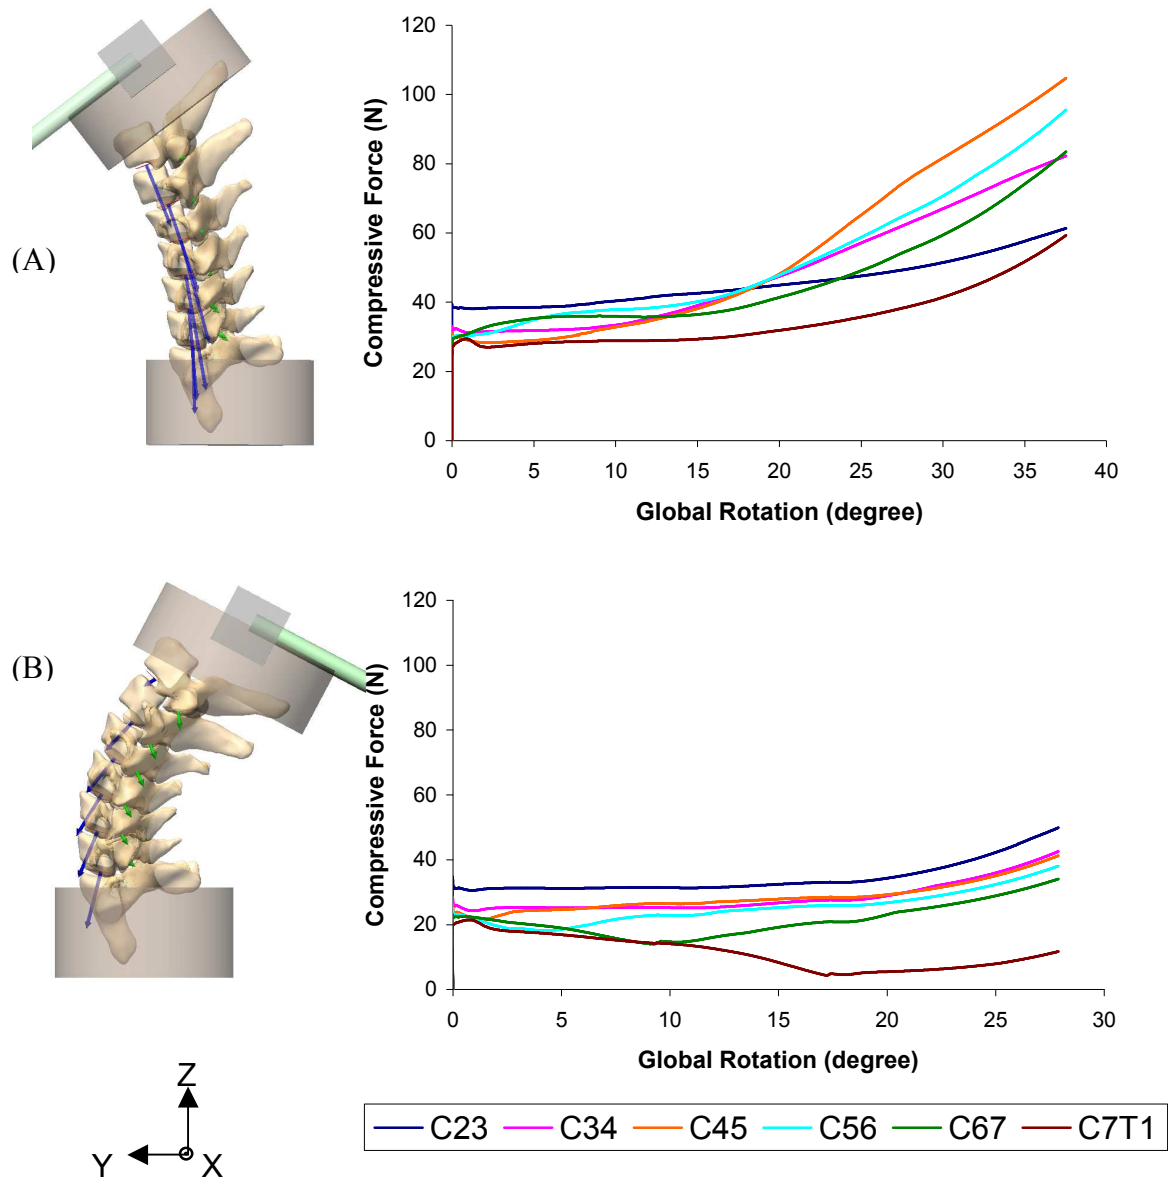 (A)
Compressive Force (N)
120
100
80
60
40
20
0
0 5 10 15 20 25 30 35 40
Global Rotation (degree)
(B)
Compressive Force (N)
120
100
80
60
40
20
0
0 5 10 15 20 25 30
Global Rotation (degree)
Z
Y X
C23 C34 C45 C56 C67 C7T1